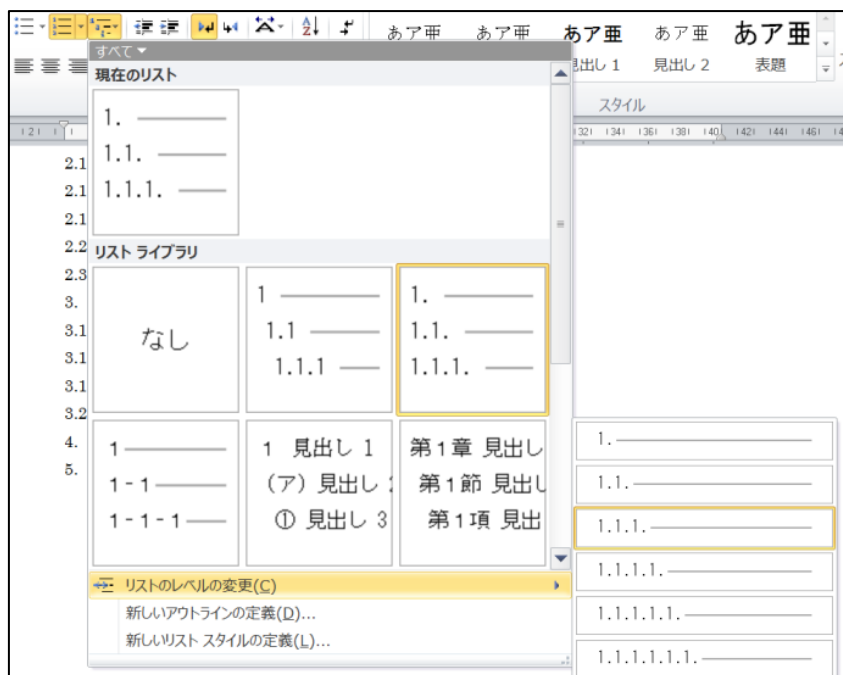 あア亜 あア亜 あア亜 あア亜 あア亜
すべて
見出し 1 見出し 2 表題
現在のリスト
スタイル
1.
1.1.
1.1.1.
2.1
2.1
2.1
2.2
2.3
3.
3.1
3.1
3.1
3.2
4.
5.
リスト ライブラリ
なし
1
1.1
1.1.1
1.
1.1.
1.1.1.
1
1-1
1-1-1
1 見出し 1
(ア) 見出し
① 見出し 3
第1章 見出し
第1節 見出し
第1項 見出
リストのレベルの変更(C)
新しいアウトラインの定義(D)...
新しいリスト スタイルの定義(L)...
1.
1.1.
1.1.1.
1.1.1.1.
1.1.1.1.1.
1.1.1.1.1.1.